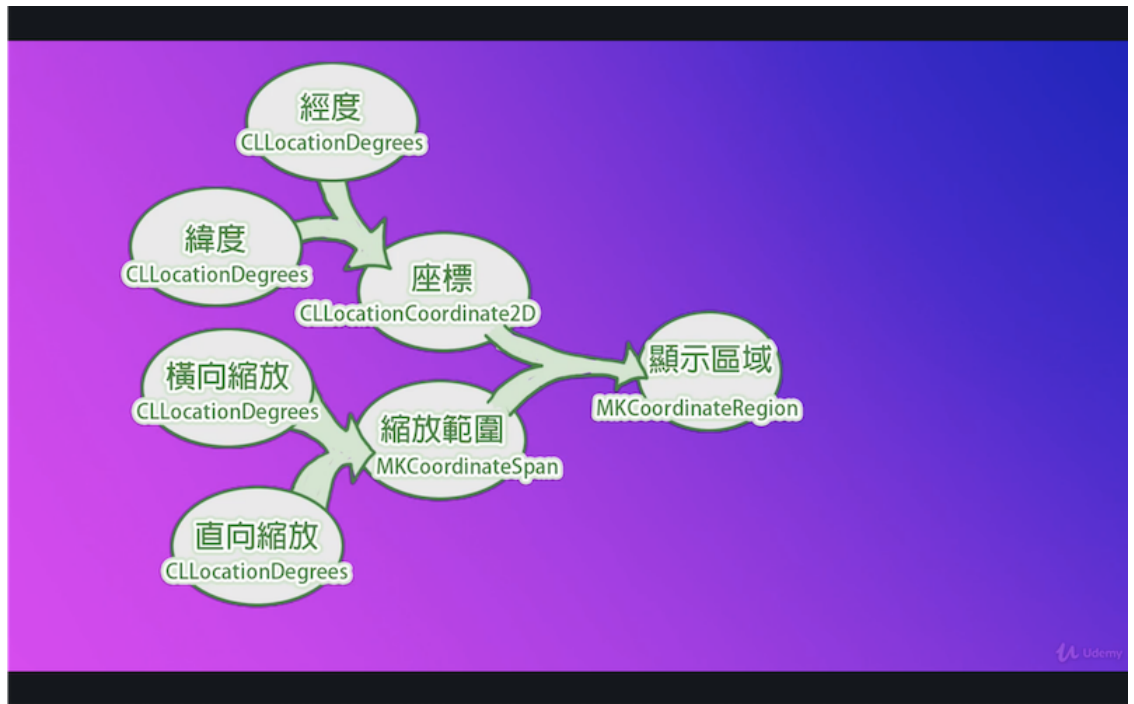 經度
CLLocationDegrees
緯度
CLLocationDegrees
座標
CLLocationCoordinate2D
橫向縮放
CLLocationDegrees
縮放範圍
MKCoordinateSpan
直向縮放
CLLocationDegrees
顯示區域
MKCoordinateRegion
Udemy